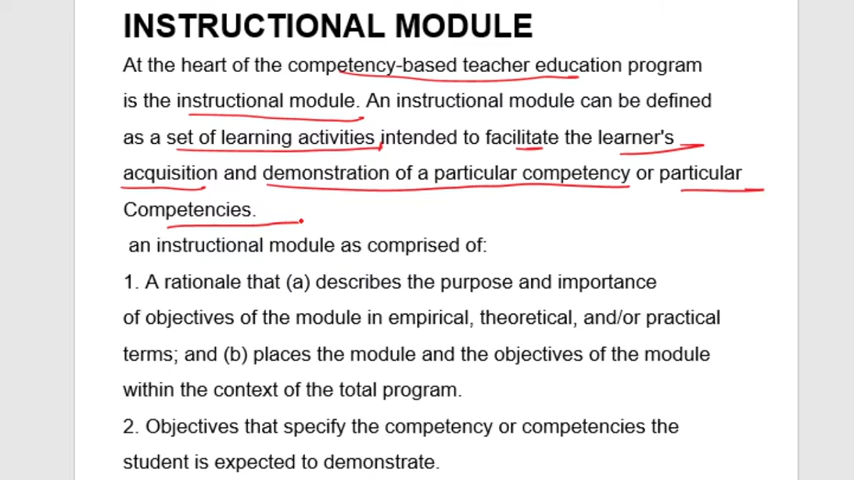 INSTRUCTIONAL MODULE
At the heart of the competency-based teacher education program
is the instructional module. An instructional module can be defined
as a set of learning activities intended to facilitate the learner's
acquisition and demonstration of a particular competency or particular
Competencies.
an instructional module as comprised of:
1. A rationale that (a) describes the purpose and importance
of objectives of the module in empirical, theoretical, and/or practical
terms; and (b) places the module and the objectives of the module
within the context of the total program.
2. Objectives that specify the competency or competencies the
student is expected to demonstrate.